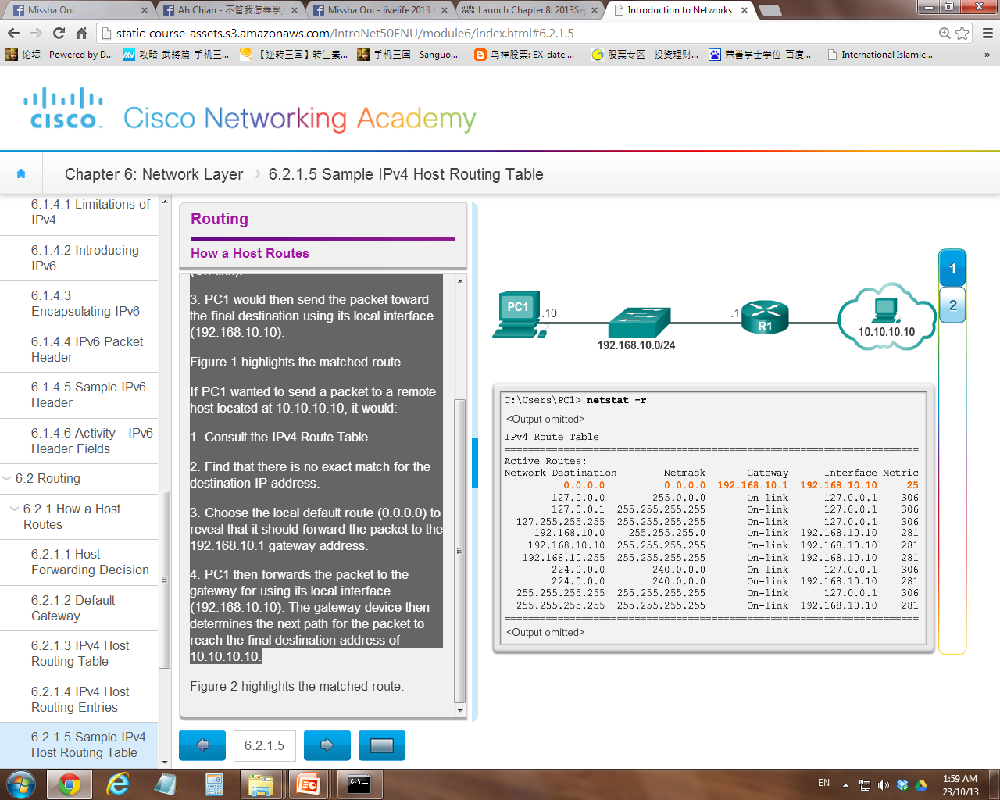 Missha Ooi
Ah Chian - 不管我怎样学,
Missha Ooi - livelife 2013
Launch Chapter 8: 2013Se
Introduction to Networks
static-course-assets.s3.amazonaws.com/IntroNet50ENU/module6/index.html#6.2.1.5
论坛 - Powered by D...
攻略-武将篇-手机三...
【逆转三国】转生素...
手机三国 - Sanguo...
鸟样股票: EX-date ...
股票专区 - 投资理财...
荣誉学士学位_百度...
International Islamic...
»
CISCO
Cisco Networking Academy
Chapter 6: Network Layer
6.2.1.5 Sample IPv4 Host Routing Table
6.1.4.1 Limitations of
IPv4
6.1.4.2 Introducing
IPv6
6.1.4.3
Encapsulating IPv6
6.1.4.4 IPv6 Packet
Header
6.1.4.5 Sample IPv6
Header
6.1.4.6 Activity - IPv6
Header Fields
6.2 Routing
6.2.1 How a Host
Routes
6.2.1.1 Host
Forwarding Decision
6.2.1.2 Default
Gateway
6.2.1.3 IPv4 Host
Routing Table
6.2.1.4 IPv4 Host
Routing Entries
6.2.1.5 Sample IPv4
Host Routing Table
Routing
How a Host Routes
(On-link).
3. PC1 would then send the packet toward
the final destination using its local interface
(192.168.10.10).
Figure 1 highlights the matched route.
If PC1 wanted to send a packet to a remote
host located at 10.10.10.10, it would:
1. Consult the IPv4 Route Table.
2. Find that there is no exact match for the
destination IP address.
3. Choose the local default route (0.0.0.0) to
reveal that it should forward the packet to the
192.168.10.1 gateway address.
4. PC1 then forwards the packet to the
gateway for using its local interface
(192.168.10.10). The gateway device then
determines the next path for the packet to
reach the final destination address of
10.10.10.10.
Figure 2 highlights the matched route.
6.2.1.5
1
2
PC1
.10
192.168.10.0/24
.1
R1
10.10.10.10
C:\Users\PC1> netstat -r
<Output omitted>
IPv4 Route Table
===========================================================================
Active Routes:
Network Destination Netmask Gateway Interface Metric
0.0.0.0 0.0.0.0 192.168.10.1 192.168.10.10 25
127.0.0.0 255.0.0.0 On-link 127.0.0.1 306
127.0.0.1 255.255.255.255 On-link 127.0.0.1 306
127.255.255.255 255.255.255.255 On-link 127.0.0.1 306
192.168.10.0 255.255.255.0 On-link 192.168.10.10 281
192.168.10.10 255.255.255.255 On-link 192.168.10.10 281
192.168.10.255 255.255.255.255 On-link 192.168.10.10 281
224.0.0.0 240.0.0.0 On-link 127.0.0.1 306
224.0.0.0 240.0.0.0 On-link 192.168.10.10 281
255.255.255.255 255.255.255.255 On-link 127.0.0.1 306
255.255.255.255 255.255.255.255 On-link 192.168.10.10 281
===========================================================================
<Output omitted>
EN
1:59 AM
23/10/13